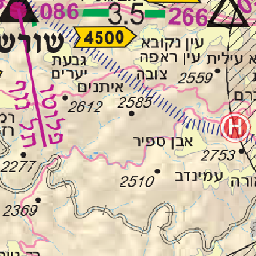 086
3.5
266
שורש
4500
עין נקובא
עין ראפה
צובה
2559
עילית
גבעת
יערים
איתנים
2612
2585
אבן ספיר
2753
2277
2510
עמינדב
2369
H